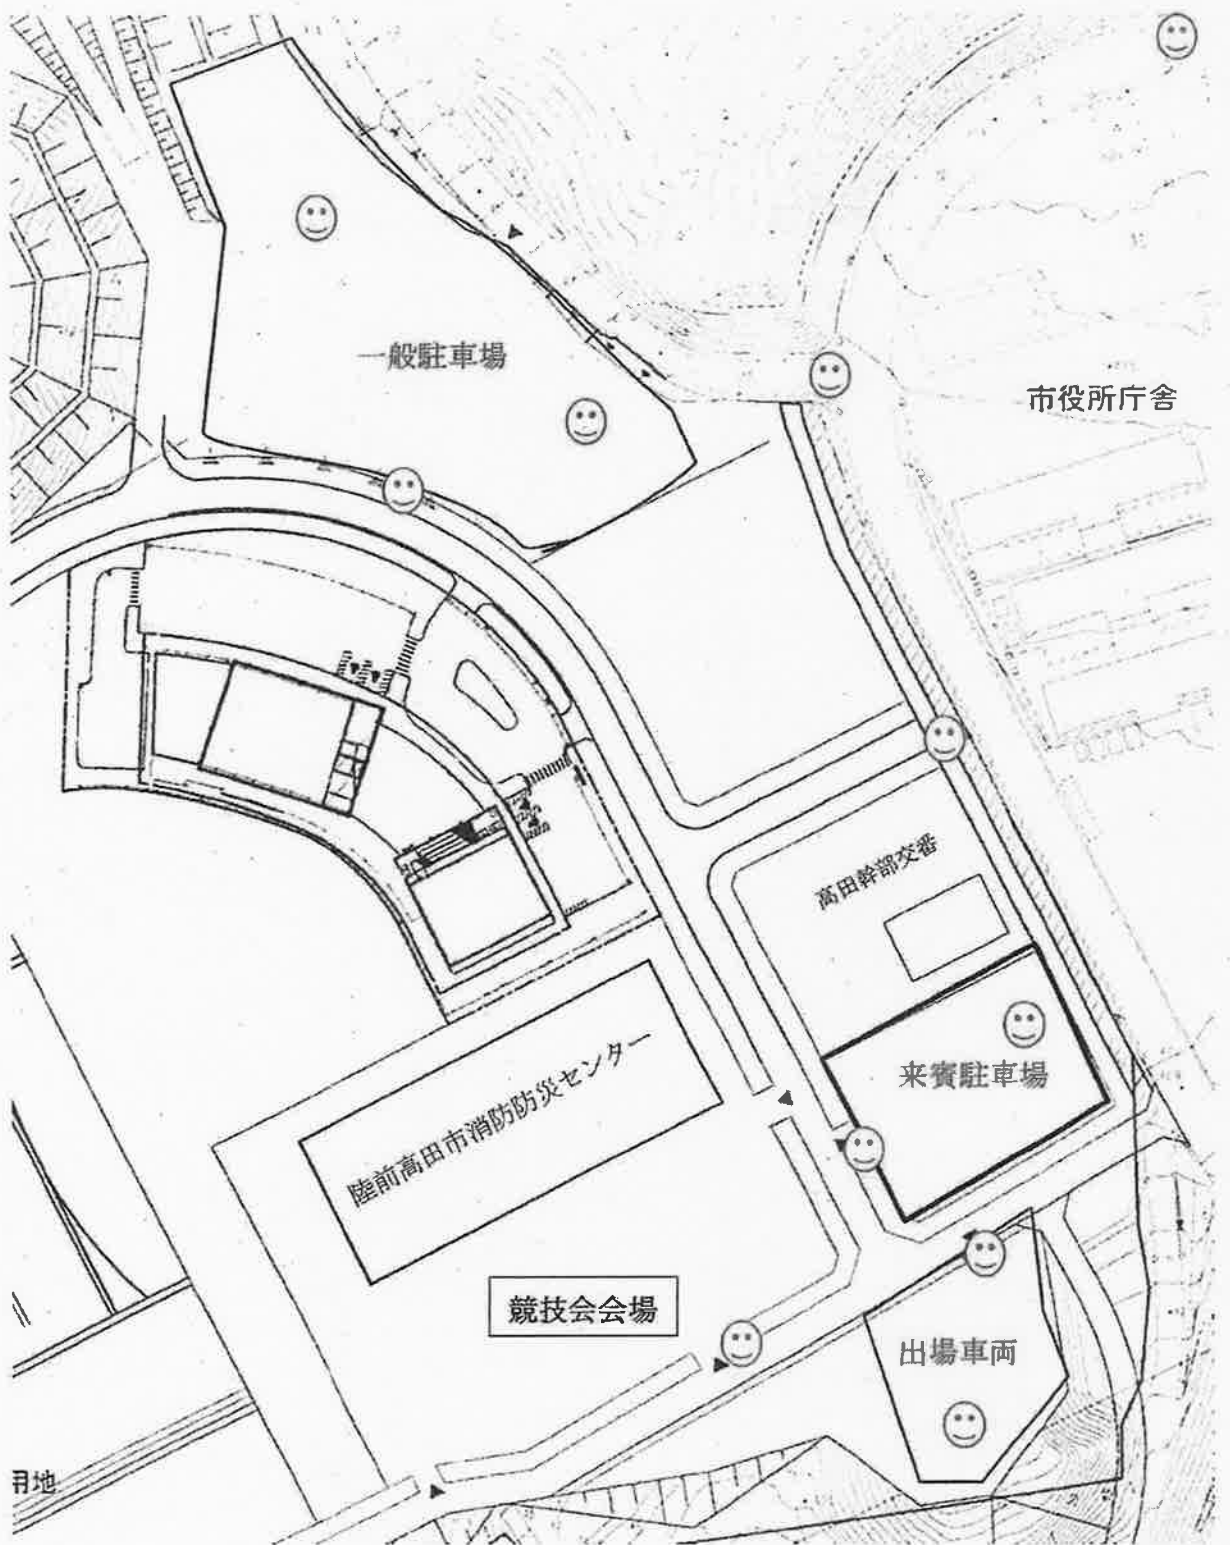 一般駐車場
市役所庁舎
高田幹部交番
来賓駐車場
陸前高田市消防防災センター
競技会会場
出場車両
用地